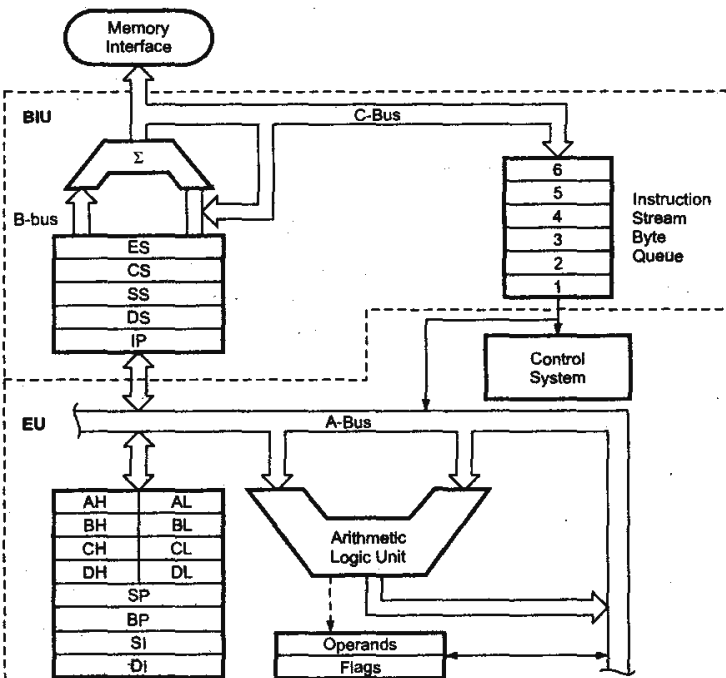 Memory
Interface
BIU
C-Bus
Σ
B-bus
ES
CS
SS
DS
IP
6
5
4
3
2
1
Instruction
Stream
Byte
Queue
Control
System
EU
A-Bus
AH AL
BH BL
CH CL
DH DL
SP
BP
SI
DI
Arithmetic
Logic Unit
Operands
Flags